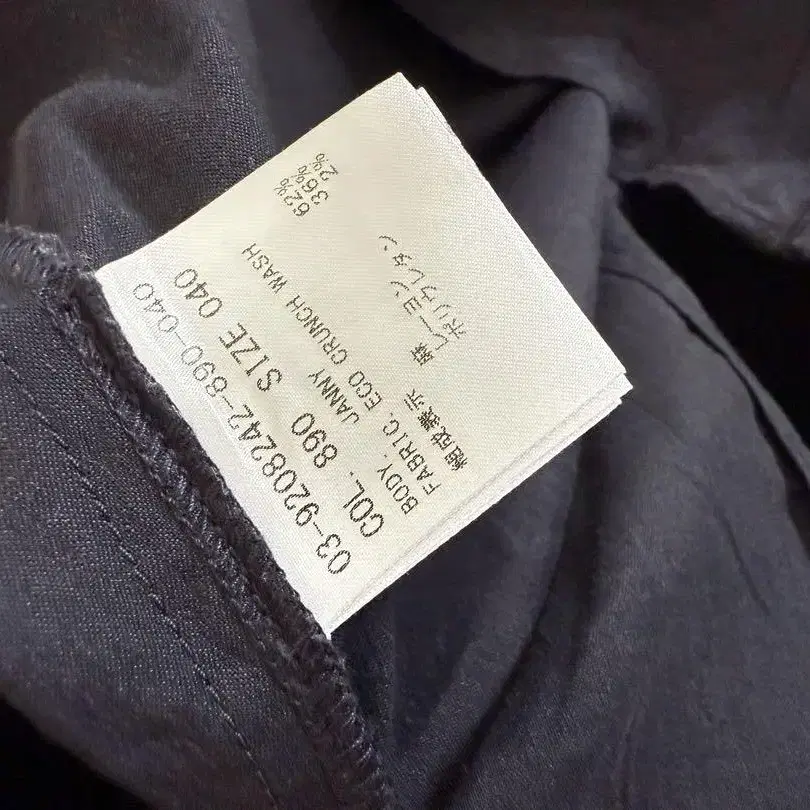 03-9208242-890-040
COL. 890 SIZE 040
BODY. JANNY
FABRIC. ECO CRUNCH WASH
組成表示 麻 62%
レーヨン 36%
ポリウレタン 2%